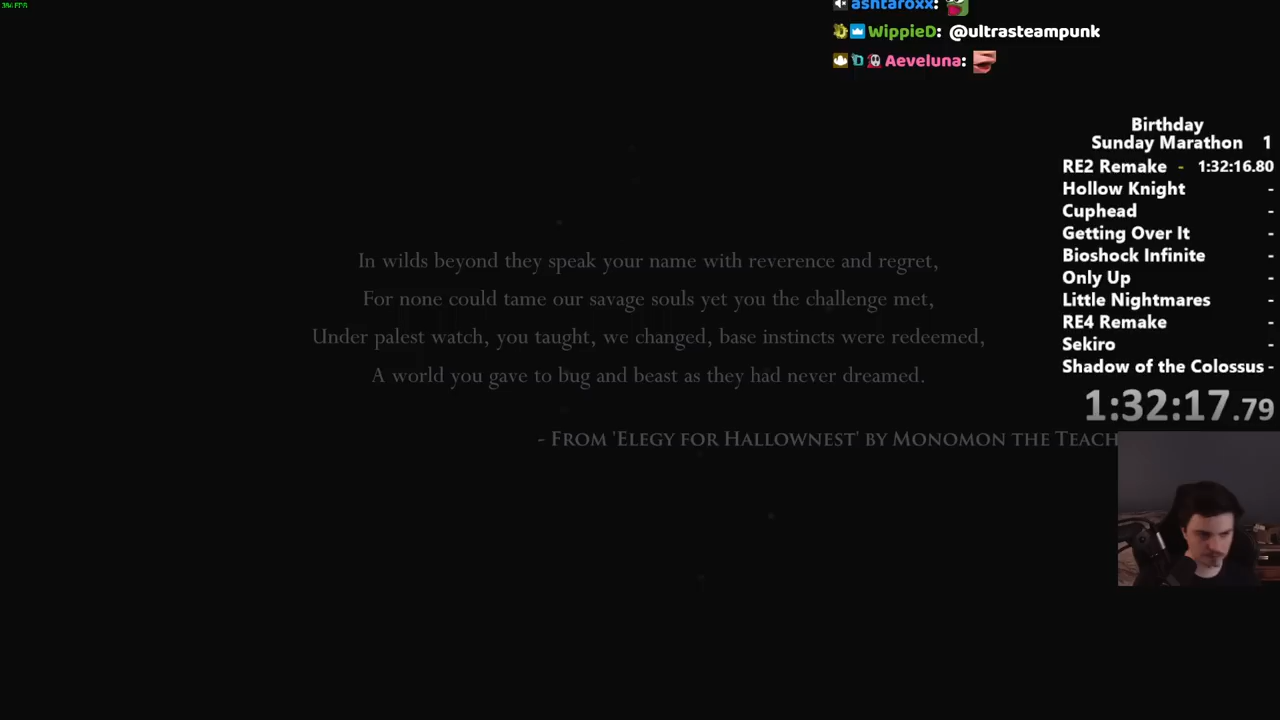 384 FPS
ashtaroxx:
WippieD: @ultrasteampunk
Aeveluna:
Birthday
Sunday Marathon 1
RE2 Remake - 1:32:16.80
Hollow Knight -
Cuphead -
Getting Over It -
Bioshock Infinite -
Only Up -
Little Nightmares -
RE4 Remake -
Sekiro -
Shadow of the Colossus -
1:32:17.79
In wilds beyond they speak your name with reverence and regret,
For none could tame our savage souls yet you the challenge met,
Under palest watch, you taught, we changed, base instincts were redeemed,
A world you gave to bug and beast as they had never dreamed.
- From 'Elegy for Hallownest' by Monomon the Teach